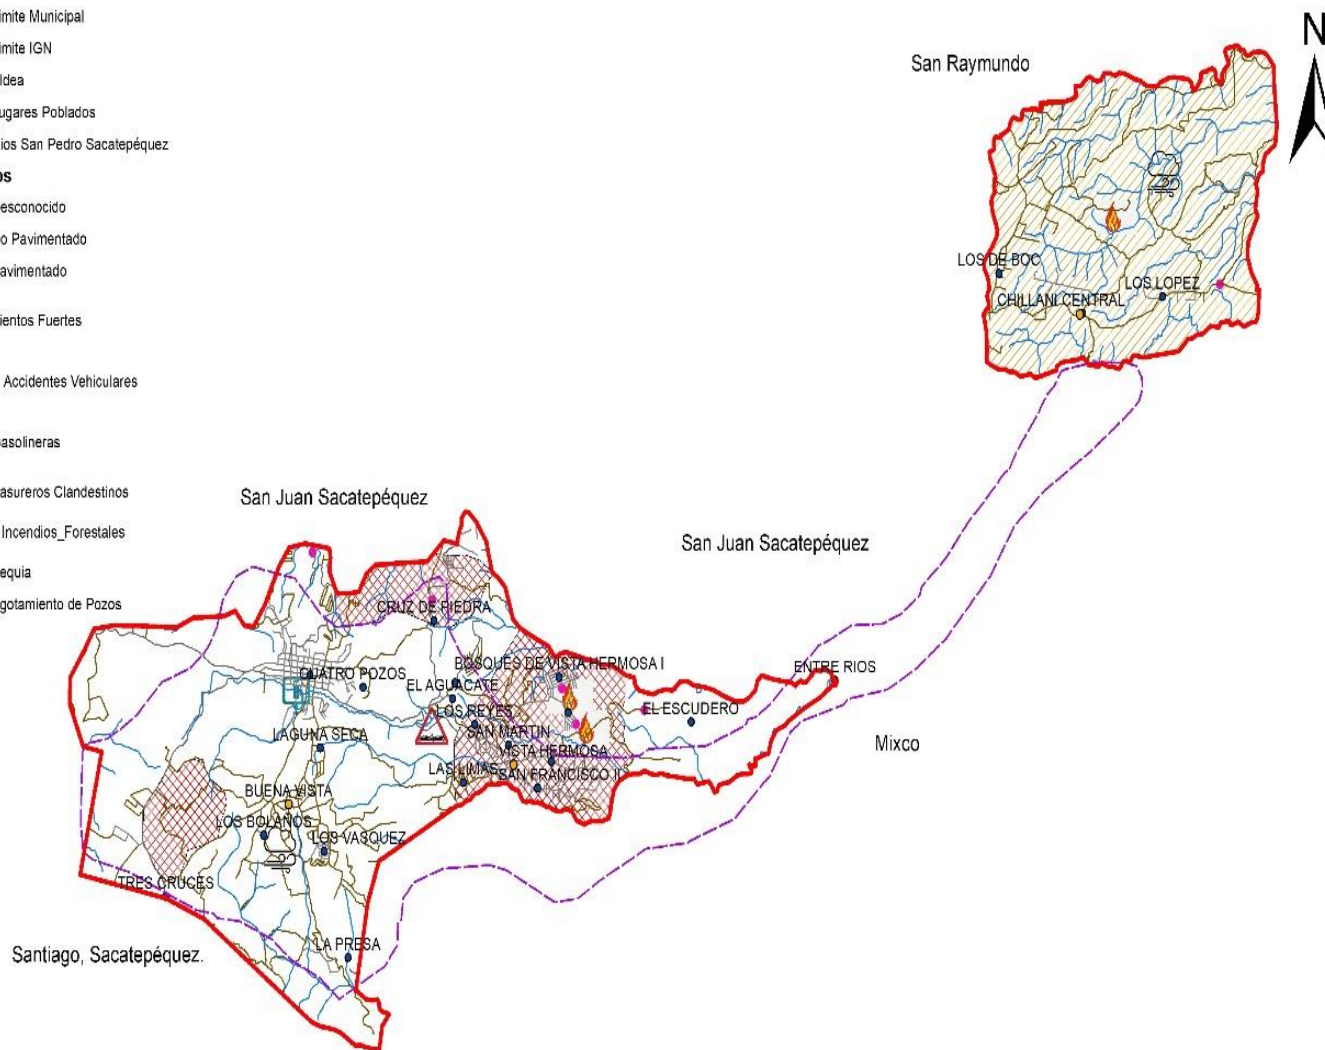 imite Municipal
imite IGN
ldea
ugares Poblados
ios San Pedro Sacatepéquez
os
esconocido
o Pavimentado
avimentado
ientos Fuertes
Accidentes Vehiculares
asolineras
asureros Clandestinos
Incendios_Forestales
equia
gotamiento de Pozos
N
San Raymundo
LOS DE BOC
LOS LOPEZ
CHILLANI CENTRAL
San Juan Sacatepéquez
San Juan Sacatepéquez
CRUZ DE PIEDRA
BOSQUES DE VISTA HERMOSA I
ENTRE RIOS
CUATRO POZOS
EL AGUACATE
LOS REYES
EL ESCUDERO
LAGUNA SECA
SAN MARTIN
VISTA HERMOSA
Mixco
LAS LIMAS
SAN FRANCISCO II
BUENA VISTA
LOS BOLAÑOS
LOS VASQUEZ
TRES CRUCES
LA PRESA
Santiago, Sacatepéquez.